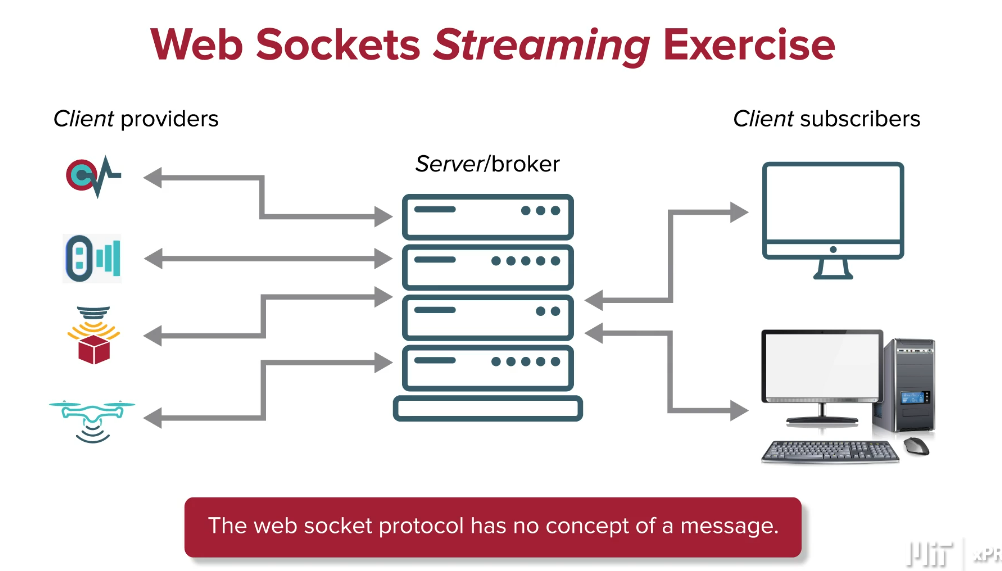 Web Sockets Streaming Exercise
Client providers
Server/broker
Client subscribers
The web socket protocol has no concept of a message.
MIT
xPR